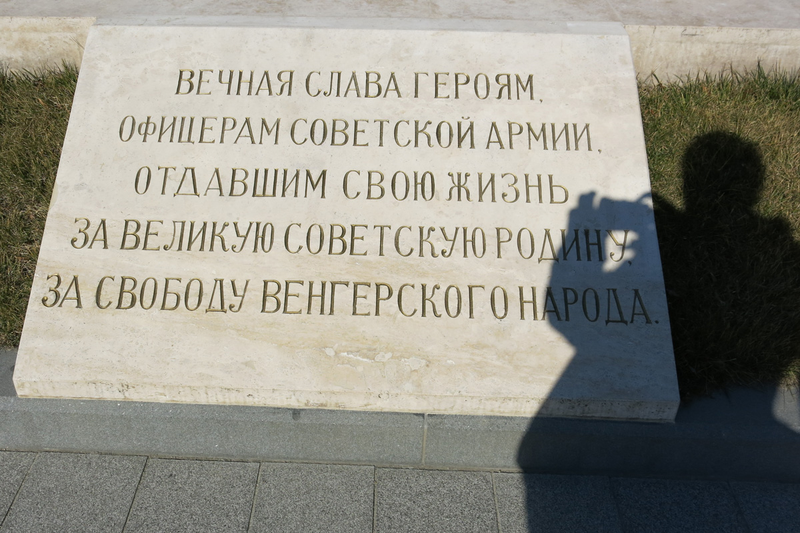 ВЕЧНАЯ СЛАВА ГЕРОЯМ,
ОФИЦЕРАМ СОВЕТСКОЙ АРМИИ,
ОТДАВШИМ СВОЮ ЖИЗНЬ
ЗА ВЕЛИКУЮ СОВЕТСКУЮ РОДИНУ,
ЗА СВОБОДУ ВЕНГЕРСКОГО НАРОДА.